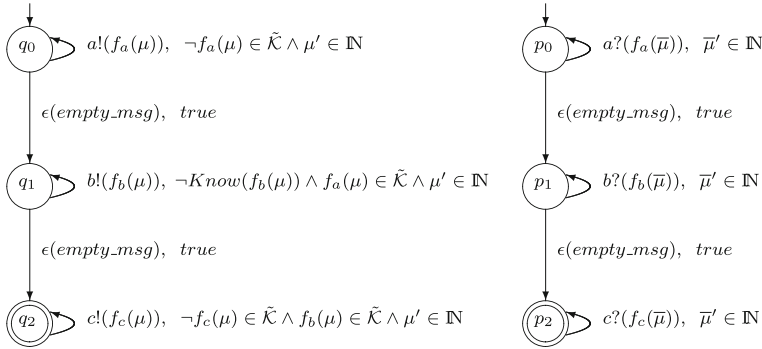 q₀ a!(f_a(μ)), ¬f_a(μ) ∈ 𝒦̃ ∧ μ′ ∈ ℕ p₀ a?(f_a(μ̅)), μ̅′ ∈ ℕ
ϵ(empty_msg), true ϵ(empty_msg), true
q₁ b!(f_b(μ)), ¬Know(f_b(μ)) ∧ f_a(μ) ∈ 𝒦̃ ∧ μ′ ∈ ℕ p₁ b?(f_b(μ̅)), μ̅′ ∈ ℕ
ϵ(empty_msg), true ϵ(empty_msg), true
q₂ c!(f_c(μ)), ¬f_c(μ) ∈ 𝒦̃ ∧ f_b(μ) ∈ 𝒦̃ ∧ μ′ ∈ ℕ p₂ c?(f_c(μ̅)), μ̅′ ∈ ℕ